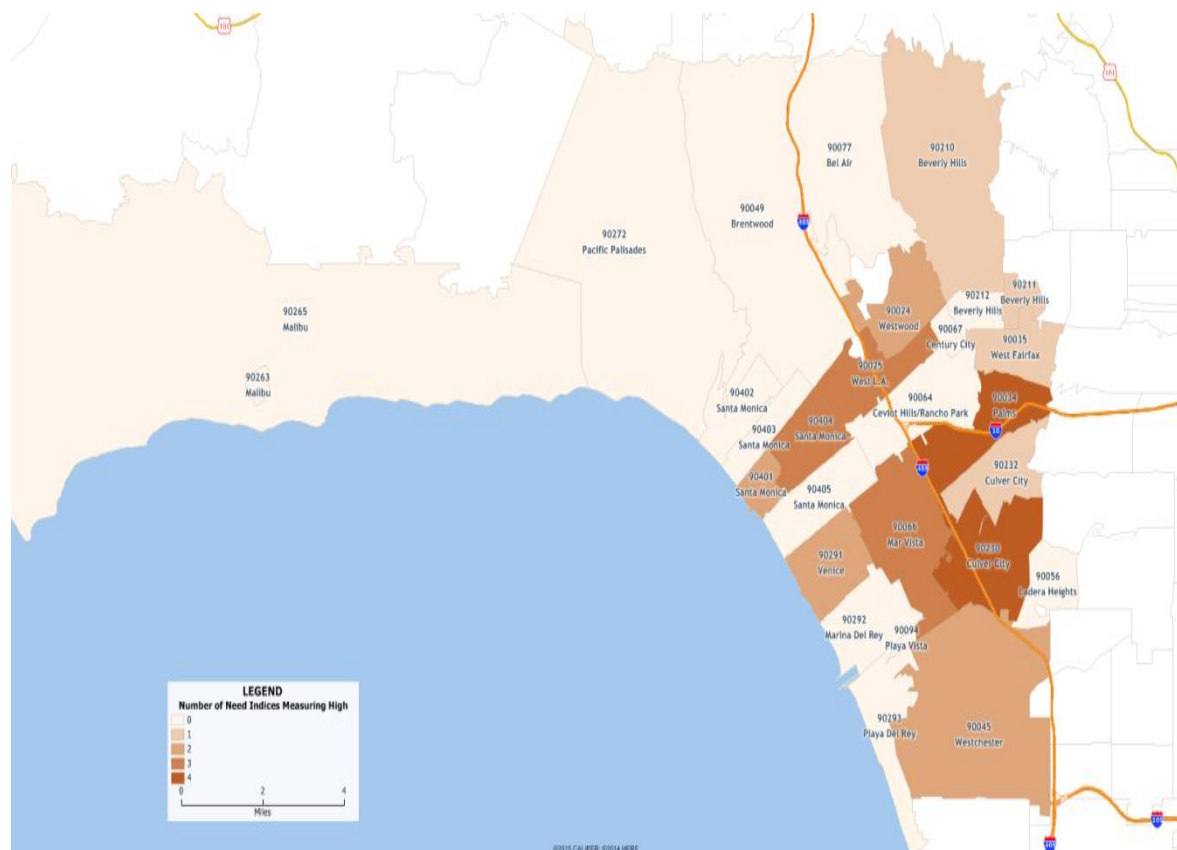 101
101
90077
Bel Air
90210
Beverly Hills
90049
Brentwood
405
90272
Pacific Palisades
90265
Malibu
90263
Malibu
90024
Westwood
90212
Beverly Hills
90211
Beverly Hills
90067
Century City
90035
West Fairfax
90025
West L.A.
90402
Santa Monica
90064
Ceviot Hills/Rancho Park
90034
Palms
90403
Santa Monica
90404
Santa Monica
10
405
90401
Santa Monica
90232
Culver City
90405
Santa Monica
90066
Mar Vista
90291
Venice
90230
Culver City
90056
Ladera Heights
90292
Marina Del Rey
90094
Playa Vista
90293
Playa Del Rey
90045
Westchester
LEGEND
Number of Need Indices Measuring High
0
1
2
3
4
0 2 4
Miles
105
405